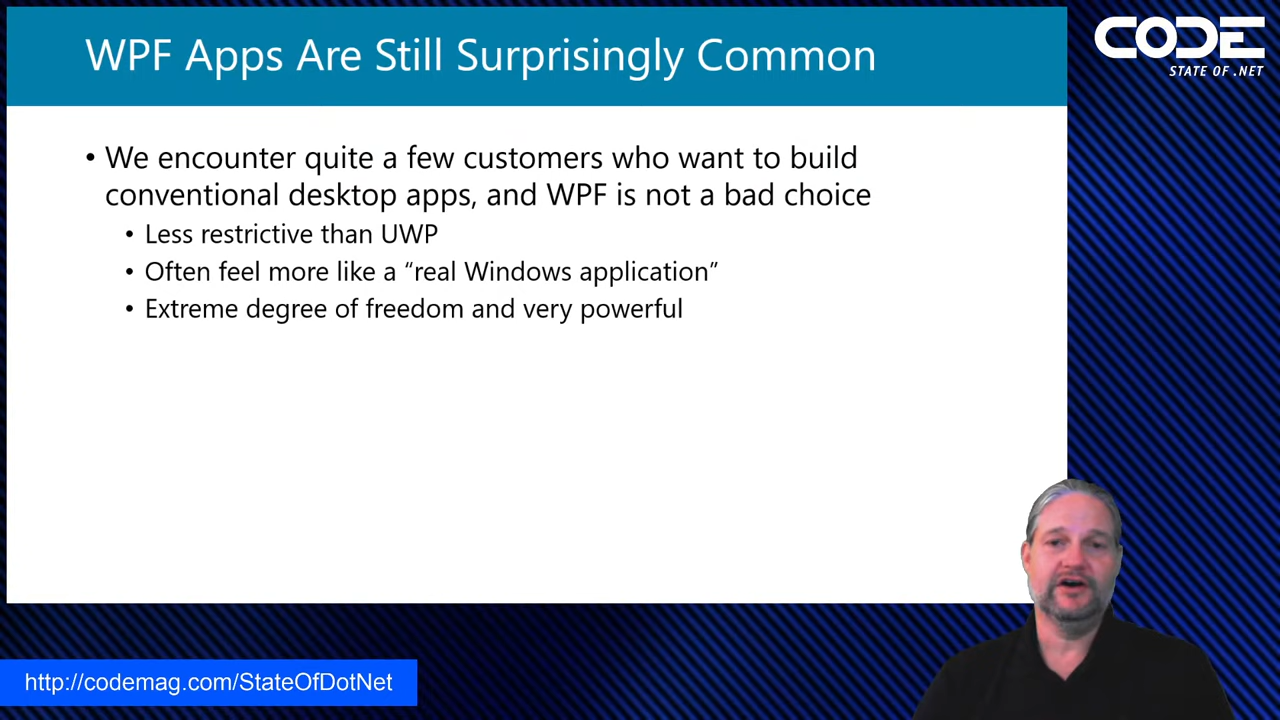 WPF Apps Are Still Surprisingly Common
CODE
STATE OF .NET
• We encounter quite a few customers who want to build
conventional desktop apps, and WPF is not a bad choice
• Less restrictive than UWP
• Often feel more like a “real Windows application”
• Extreme degree of freedom and very powerful
http://codemag.com/StateOfDotNet